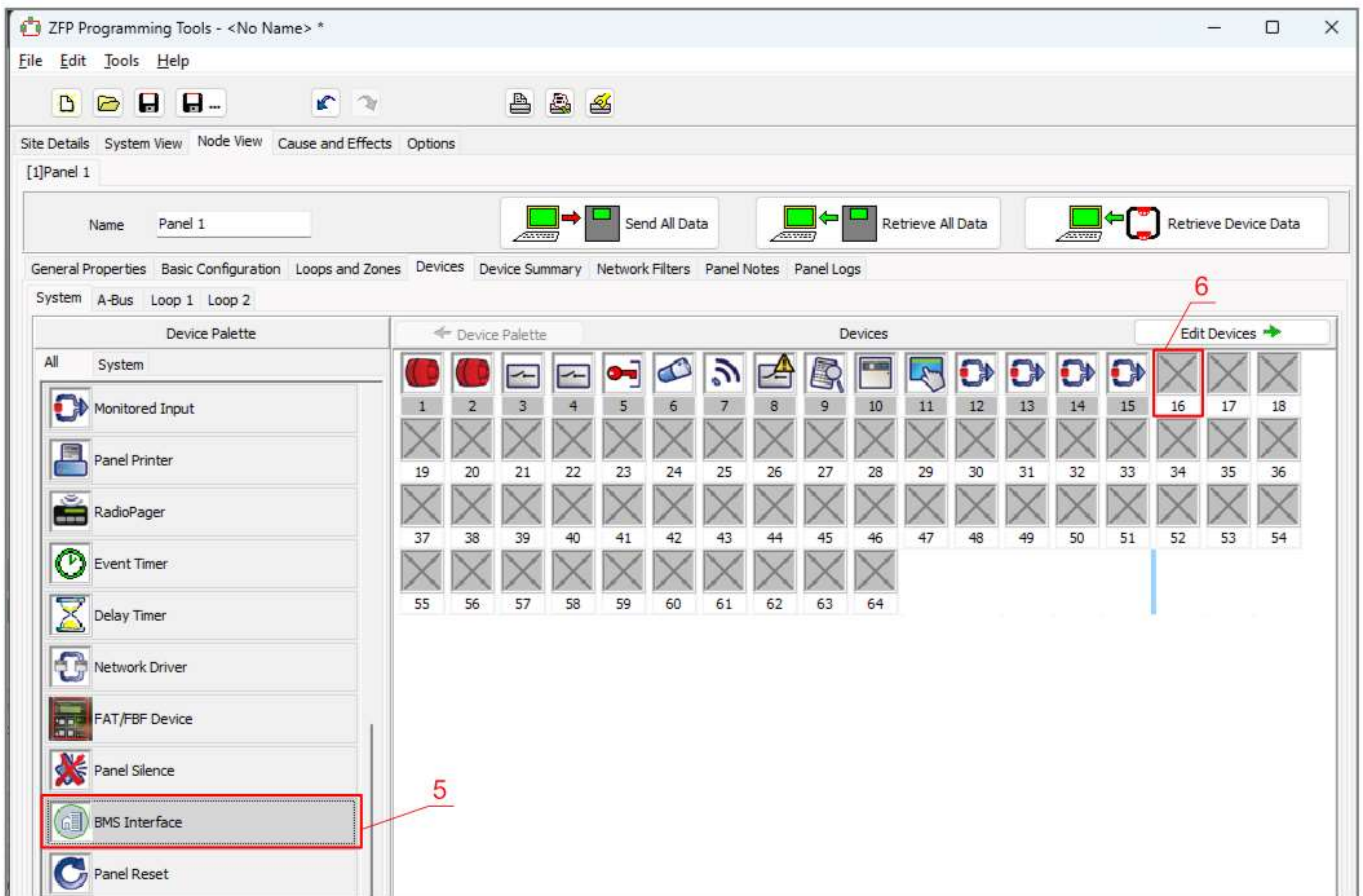 ZFP Programming Tools - <No Name> *
File Edit Tools Help
...
Site Details System View Node View Cause and Effects Options
[1]Panel 1
Name Panel 1 Send All Data Retrieve All Data Retrieve Device Data
General Properties Basic Configuration Loops and Zones Devices Device Summary Network Filters Panel Notes Panel Logs
System A-Bus Loop 1 Loop 2
6
Device Palette Device Palette Devices Edit Devices
All System
Monitored Input
1 2 3 4 5 6 7 8 9 10 11 12 13 14 15 16 17 18
Panel Printer
19 20 21 22 23 24 25 26 27 28 29 30 31 32 33 34 35 36
RadioPager
37 38 39 40 41 42 43 44 45 46 47 48 49 50 51 52 53 54
Event Timer
55 56 57 58 59 60 61 62 63 64
Delay Timer
Network Driver
FAT/FBF Device
Panel Silence
5
BMS Interface
Panel Reset